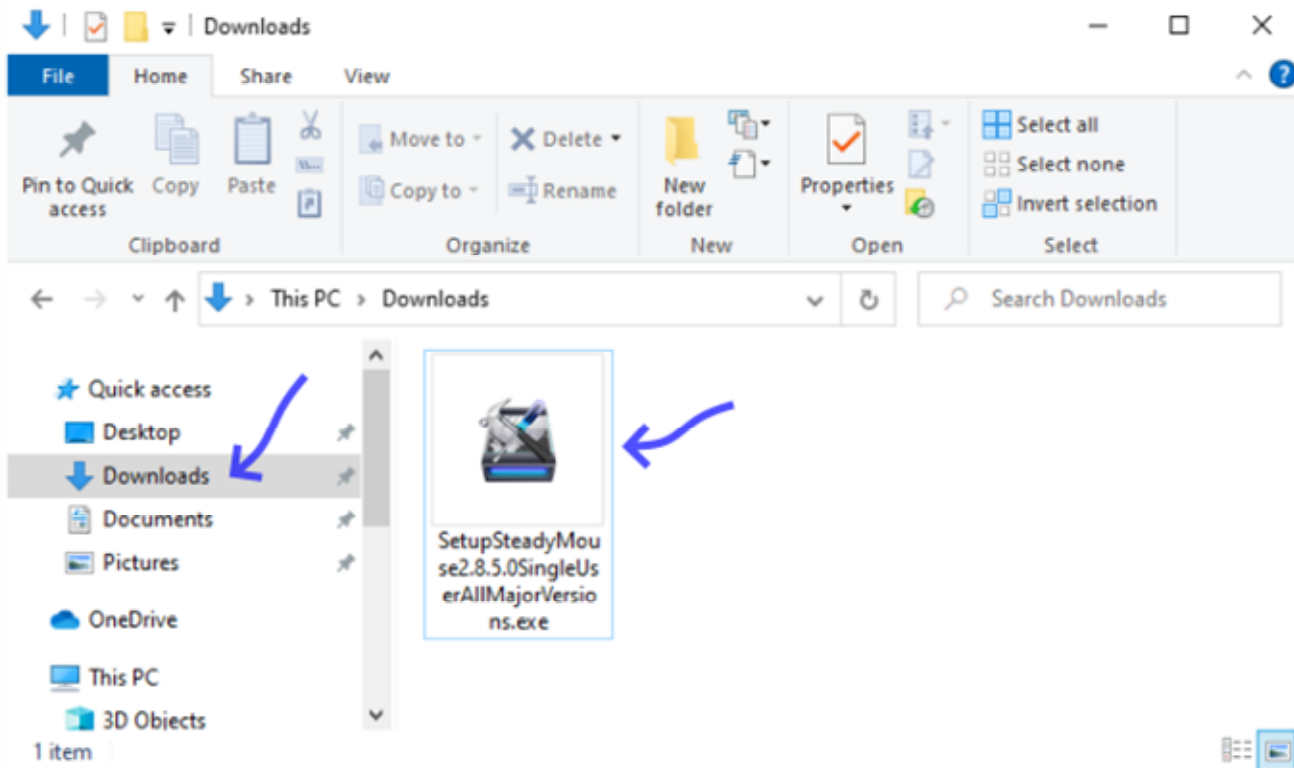 Downloads
File Home Share View
Pin to Quick
access
Copy
Paste
Clipboard
Move to
Copy to
Delete
Rename
Organize
New
folder
New
Properties
Open
Select all
Select none
Invert selection
Select
This PC Downloads
Search Downloads
Quick access
Desktop
Downloads
Documents
Pictures
OneDrive
This PC
3D Objects
SetupSteadyMou
se2.8.5.0SingleUs
erAllMajorVersio
ns.exe
1 item